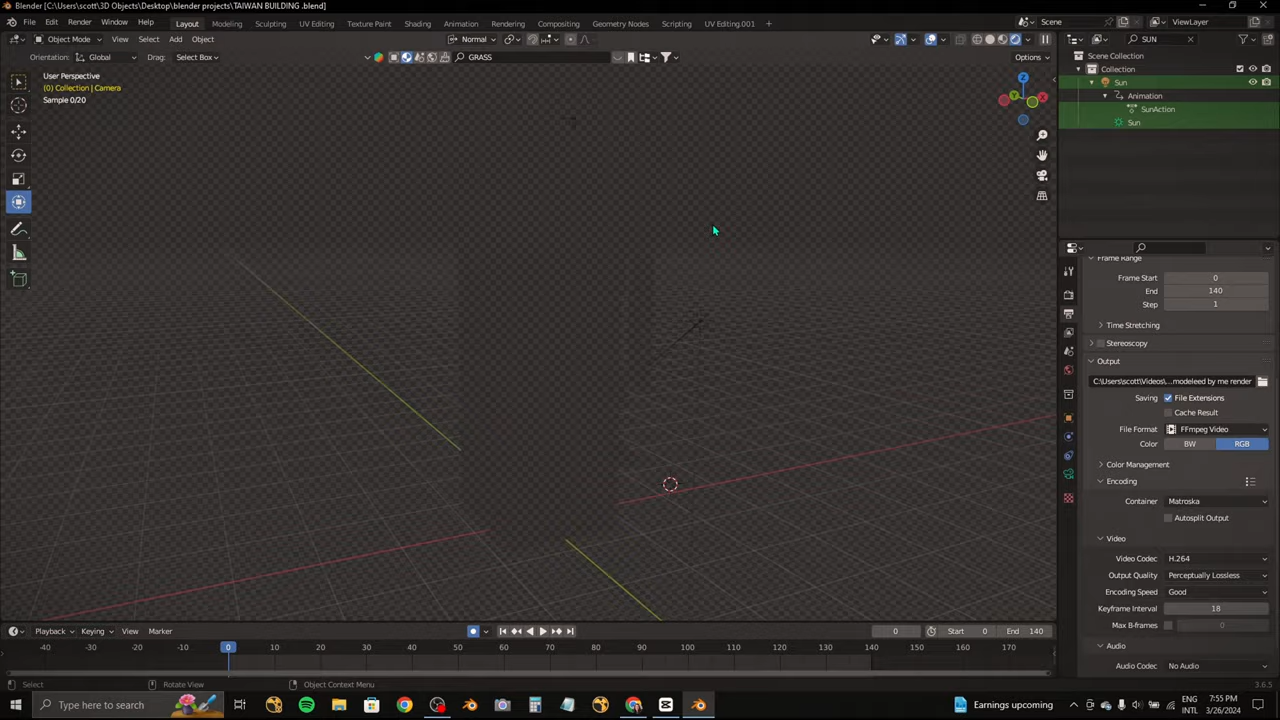 Blender [C:\Users\scott\3D Objects\Desktop\blender projects\TAIWAN BUILDING .blend]
File Edit Render Window Help Layout Modeling Sculpting UV Editing Texture Paint Shading Animation Rendering Compositing Geometry Nodes Scripting UV Editing.001 + Scene ViewLayer
Object Mode View Select Add Object Normal SUN
Orientation: Global Drag: Select Box GRASS Options
User Perspective
(0) Collection | Camera
Sample 0/20
Z
X
Y
Scene Collection
Collection
Sun
Animation
SunAction
Sun
Frame Range
Frame Start 0
End 140
Step 1
Time Stretching
Stereoscopy
Output
C:\Users\scott\Videos\...modeleed by me render
Saving File Extensions
Cache Result
File Format FFmpeg Video
Color BW RGB
Color Management
Encoding
Container Matroska
Autosplit Output
Video
Video Codec H.264
Output Quality Perceptually Lossless
Encoding Speed Good
Keyframe Interval 18
Max B-frames 0
Audio
Audio Codec No Audio
Playback Keying View Marker 0 Start 0 End 140
-40 -30 -20 -10 0 10 20 30 40 50 60 70 80 90 100 110 120 130 140 150 160 170
Select Rotate View Object Context Menu 3.6.5
Type here to search Earnings upcoming ENG INTL 7:55 PM 3/26/2024